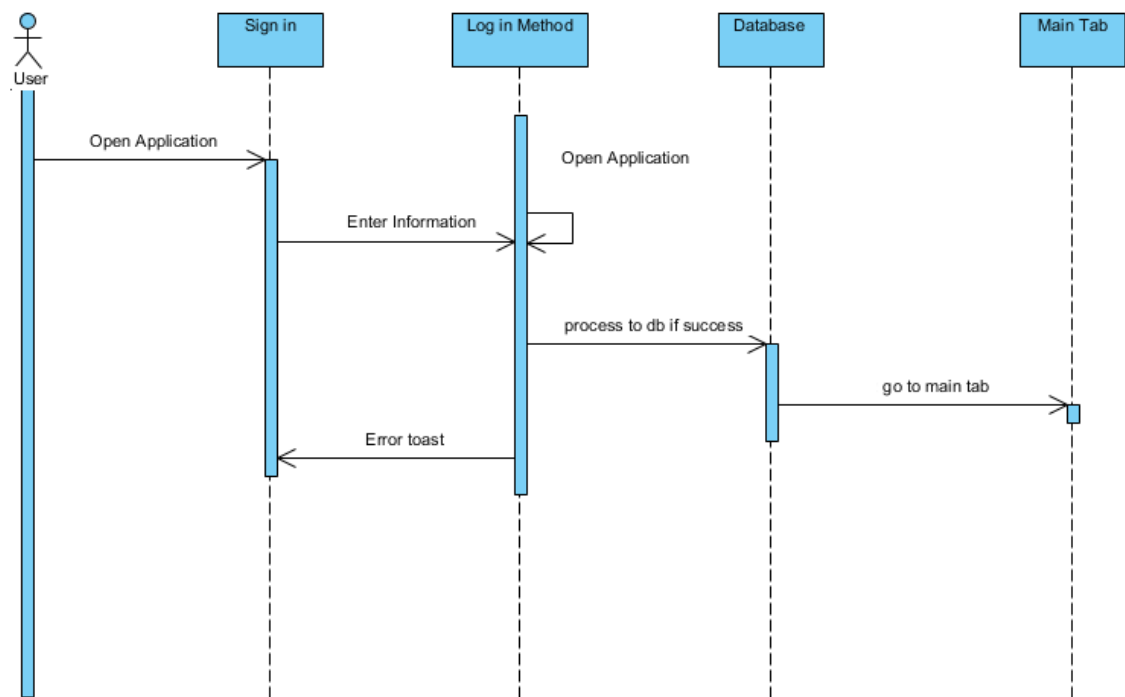 Sign in
Log in Method
Database
Main Tab
User
Open Application
Open Application
Enter Information
process to db if success
go to main tab
Error toast